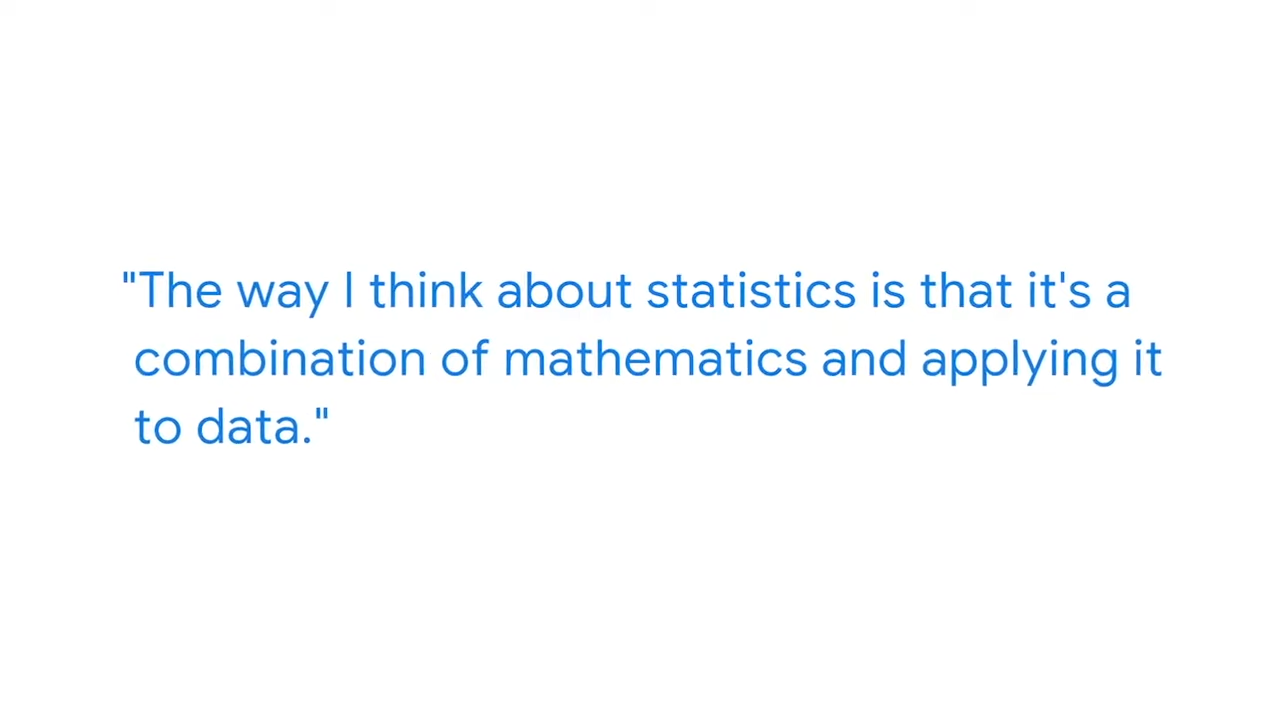 "The way I think about statistics is that it's a
combination of mathematics and applying it
to data."